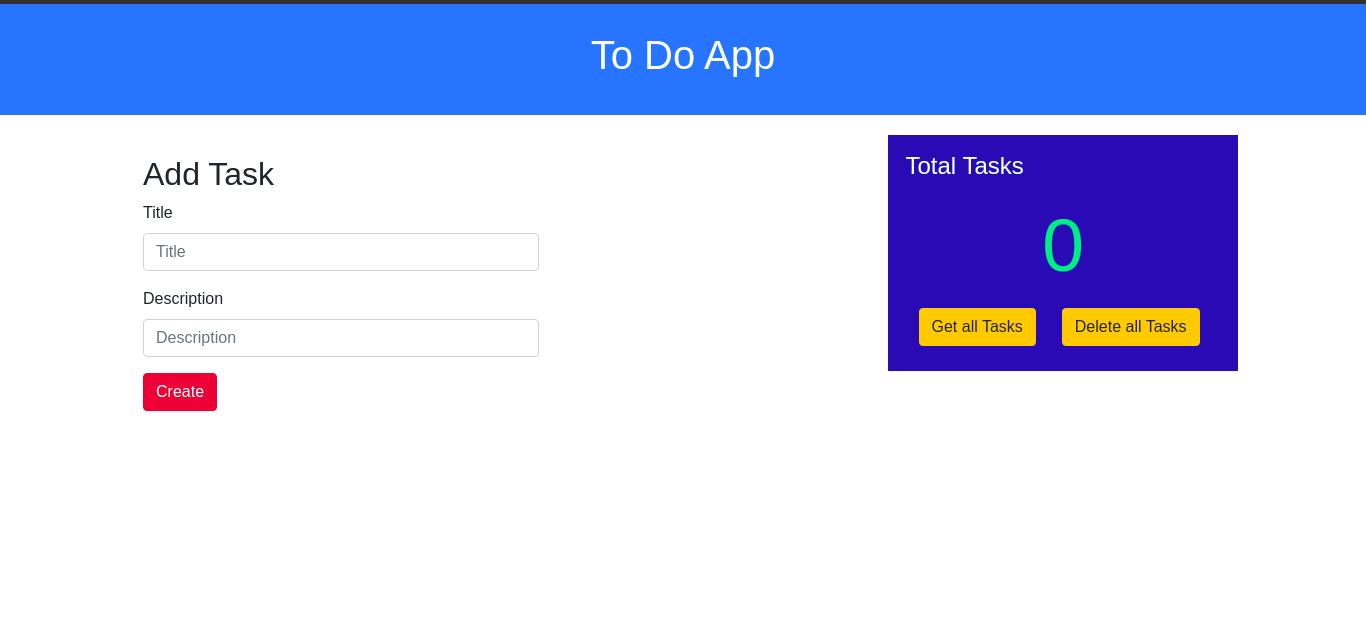 To Do App
Add Task
Title
Title
Description
Description
Create
Total Tasks
0
Get all Tasks
Delete all Tasks